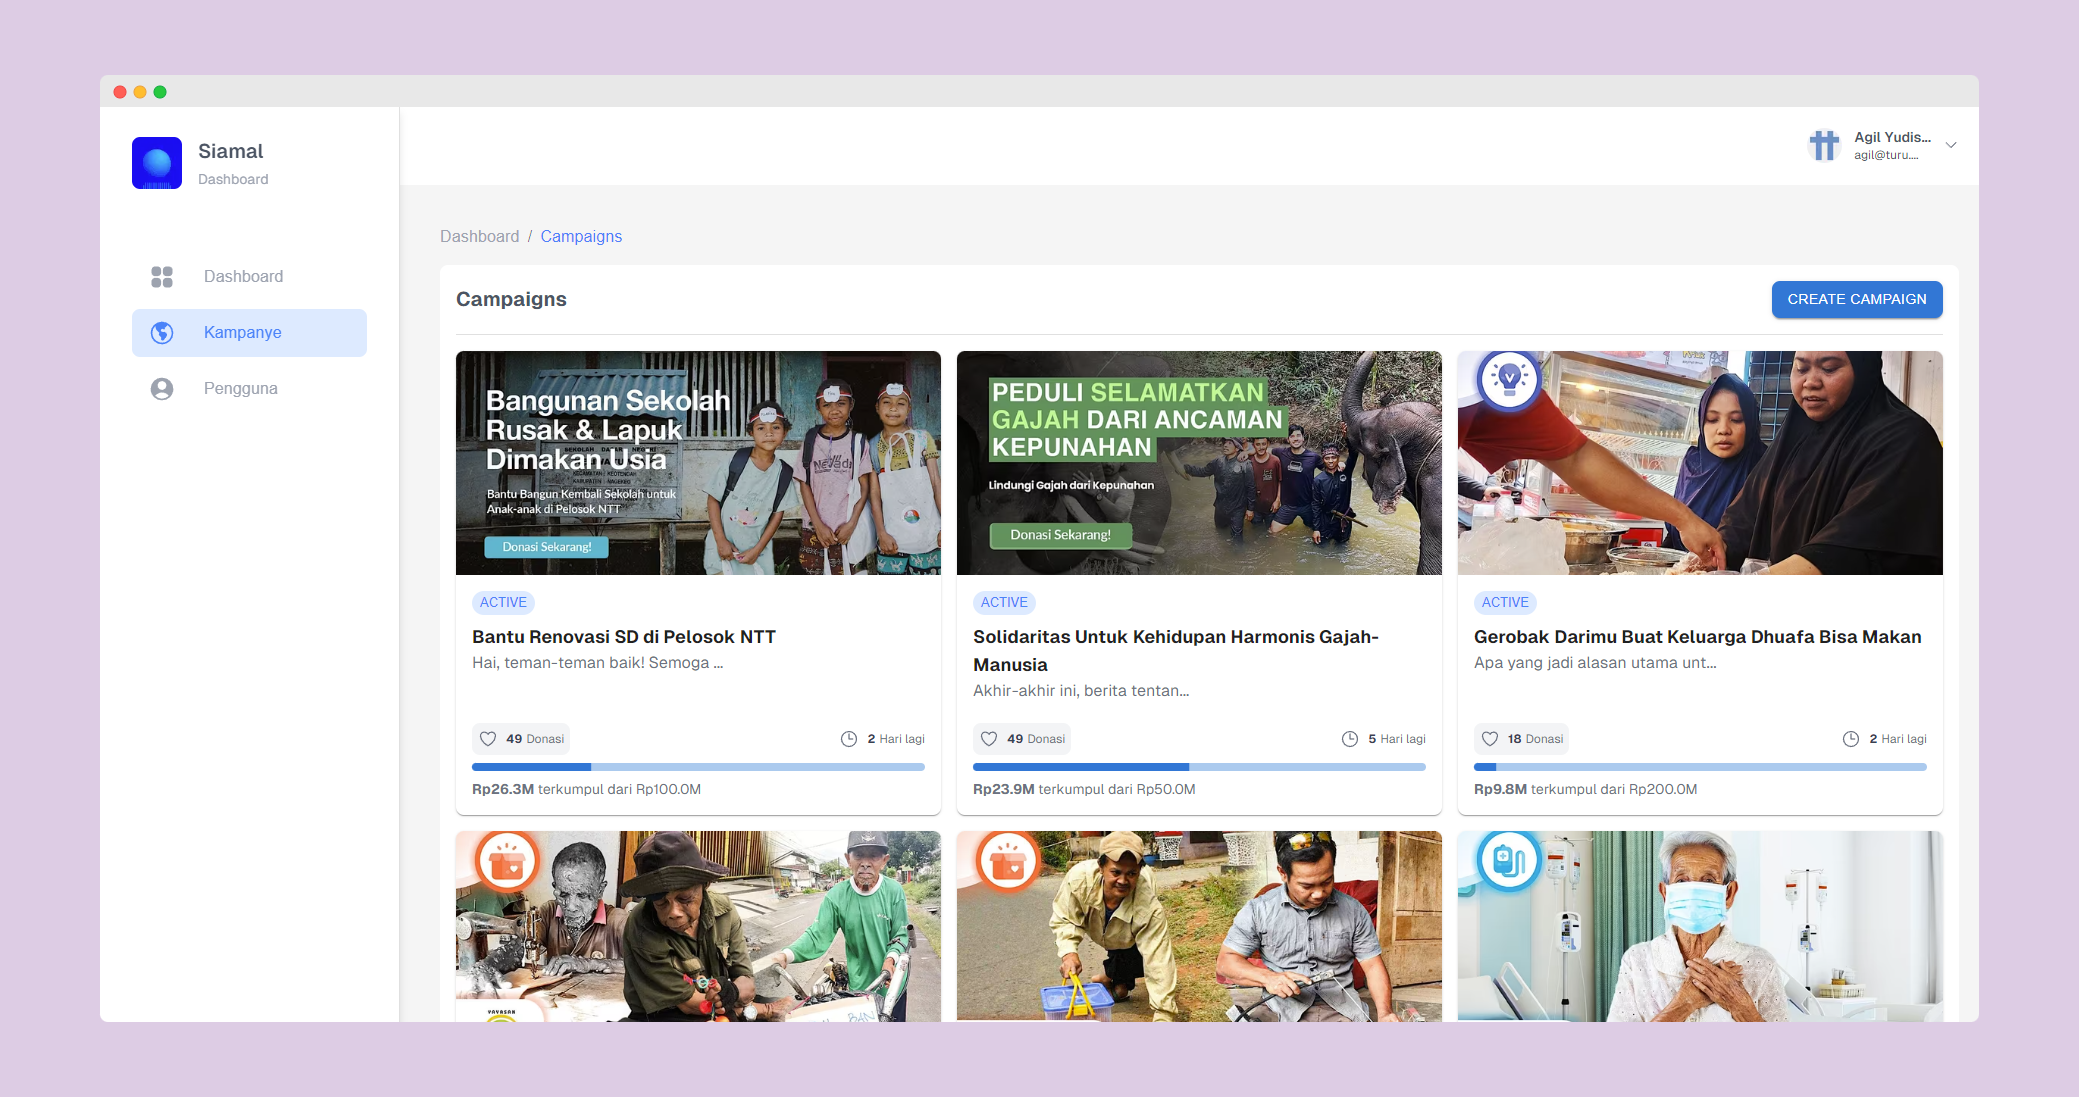 Siamal
Dashboard
Agil Yudis...
agil@turu....
Dashboard
Kampanye
Pengguna
Dashboard / Campaigns
Campaigns
CREATE CAMPAIGN
Bangunan Sekolah
Rusak & Lapuk
Dimakan Usia
Bantu Bangun Kembali Sekolah untuk
Anak-anak di Pelosok NTT
Donasi Sekarang!
ACTIVE
Bantu Renovasi SD di Pelosok NTT
Hai, teman-teman baik! Semoga ...
49 Donasi
2 Hari lagi
Rp26.3M terkumpul dari Rp100.0M
PEDULI SELAMATKAN
GAJAH DARI ANCAMAN
KEPUNAHAN
Lindungi Gajah dari Kepunahan
Donasi Sekarang!
ACTIVE
Solidaritas Untuk Kehidupan Harmonis Gajah-
Manusia
Akhir-akhir ini, berita tentan...
49 Donasi
5 Hari lagi
Rp23.9M terkumpul dari Rp50.0M
ACTIVE
Gerobak Darimu Buat Keluarga Dhuafa Bisa Makan
Apa yang jadi alasan utama unt...
18 Donasi
2 Hari lagi
Rp9.8M terkumpul dari Rp200.0M
YAYASAN